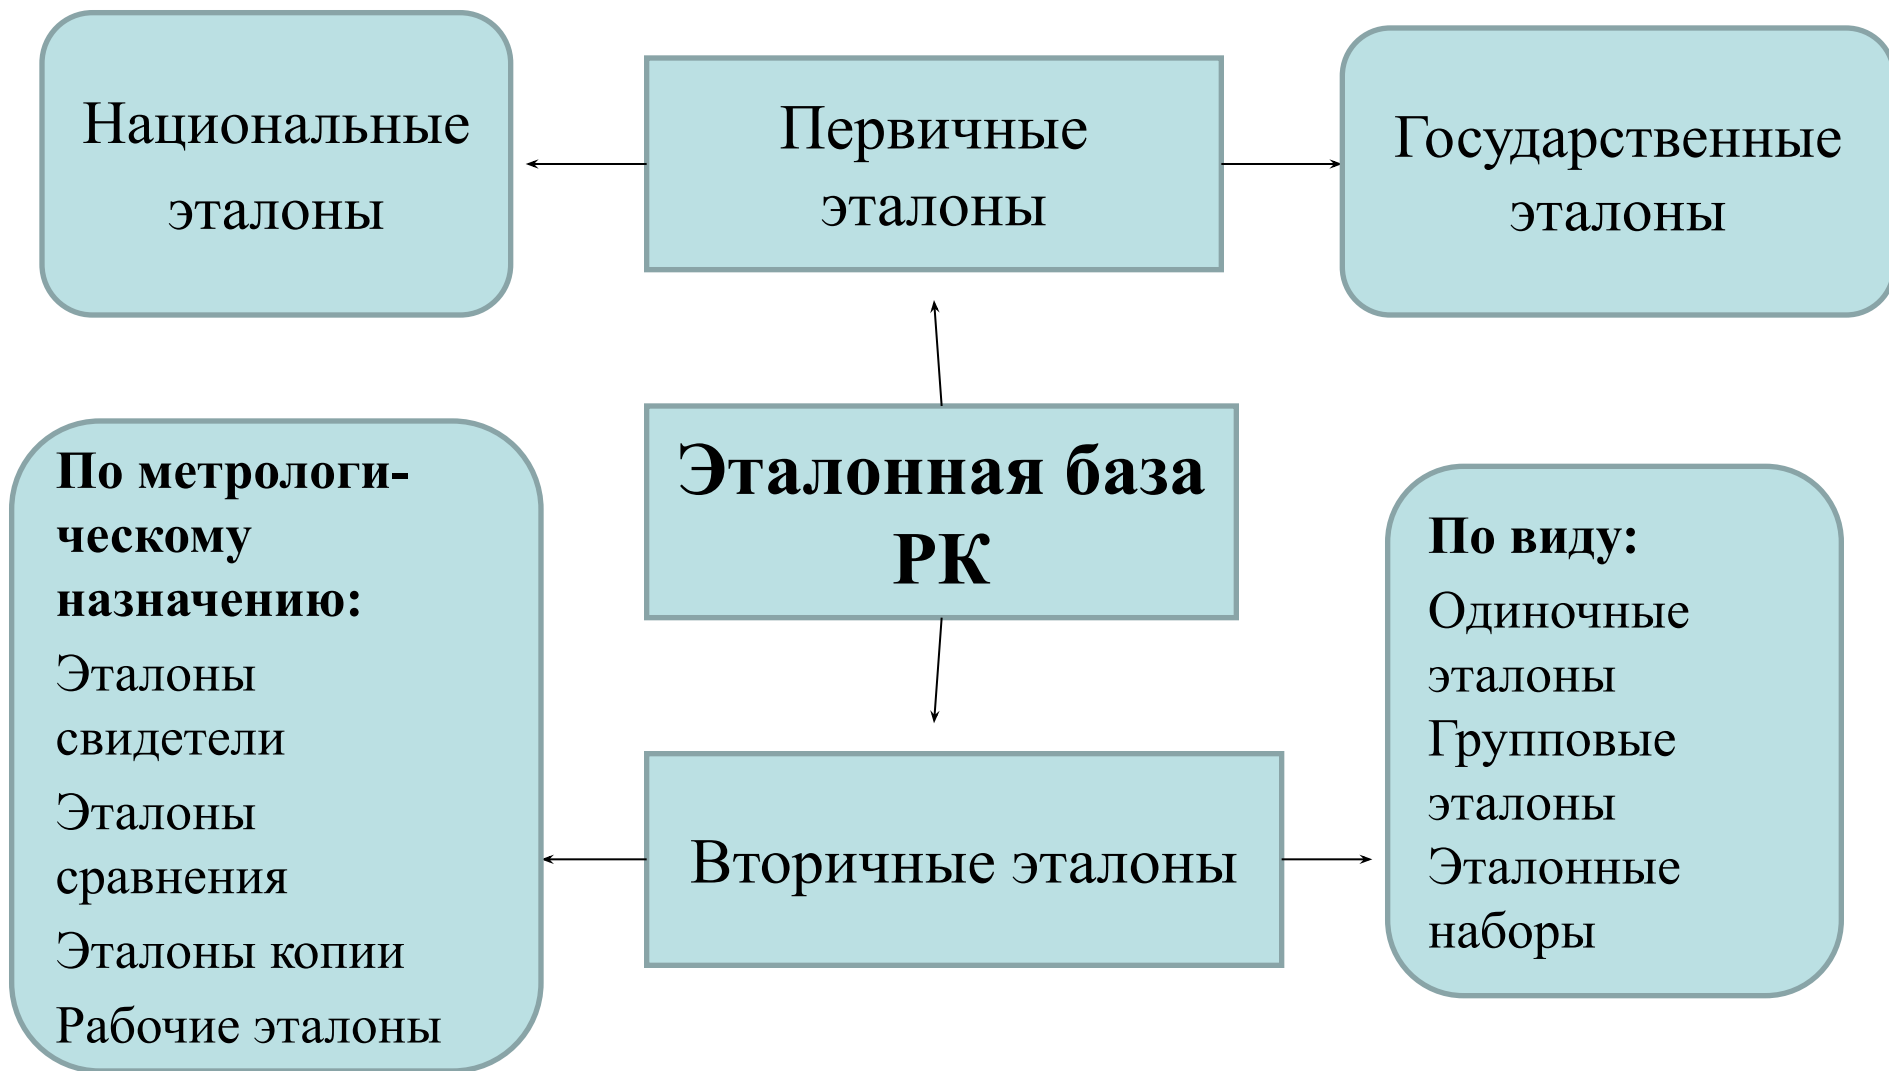 Национальные
эталоны
Первичные
эталоны
Государственные
эталоны
Эталонная база
РК
По метрологи-
ческому
назначению:
Эталоны
свидетели
Эталоны
сравнения
Эталоны копии
Рабочие эталоны
Вторичные эталоны
По виду:
Одиночные
эталоны
Групповые
эталоны
Эталонные
наборы